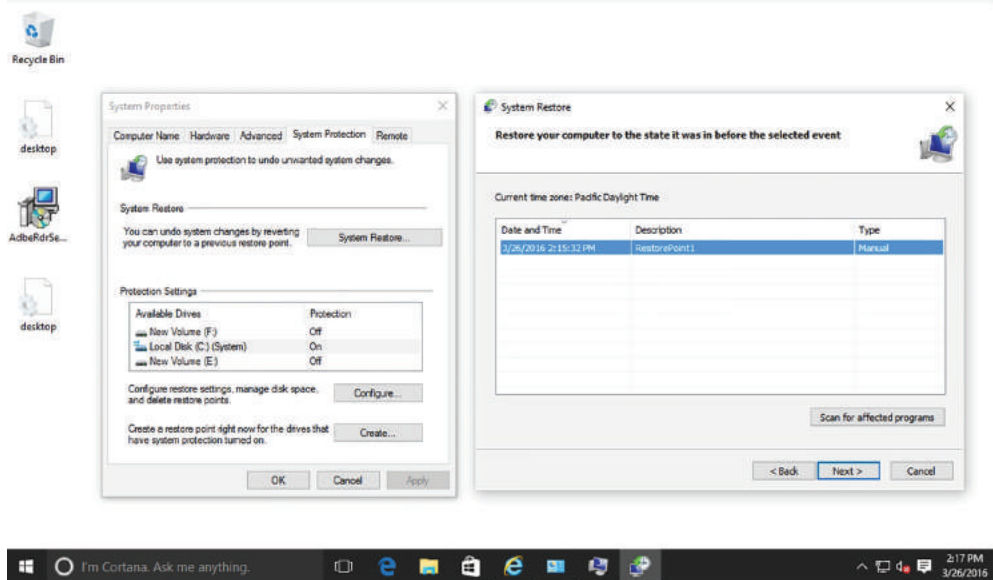 Recycle Bin
desktop
AdbeRdrSe...
desktop
System Properties
Computer Name Hardware Advanced System Protection Remote
Use system protection to undo unwanted system changes.
System Restore
You can undo system changes by reverting
your computer to a previous restore point.
System Restore...
Protection Settings
Available Drives Protection
New Volume (F:) Off
Local Disk (C:) (System) On
New Volume (E:) Off
Configure restore settings, manage disk space,
and delete restore points.
Configure...
Create a restore point right now for the drives that
have system protection turned on.
Create...
OK Cancel Apply
System Restore
Restore your computer to the state it was in before the selected event
Current time zone: Pacific Daylight Time
Date and Time Description Type
3/26/2016 2:15:32 PM RestorePoint1 Manual
Scan for affected programs
< Back Next > Cancel
I'm Cortana. Ask me anything.
2:17 PM
3/26/2016